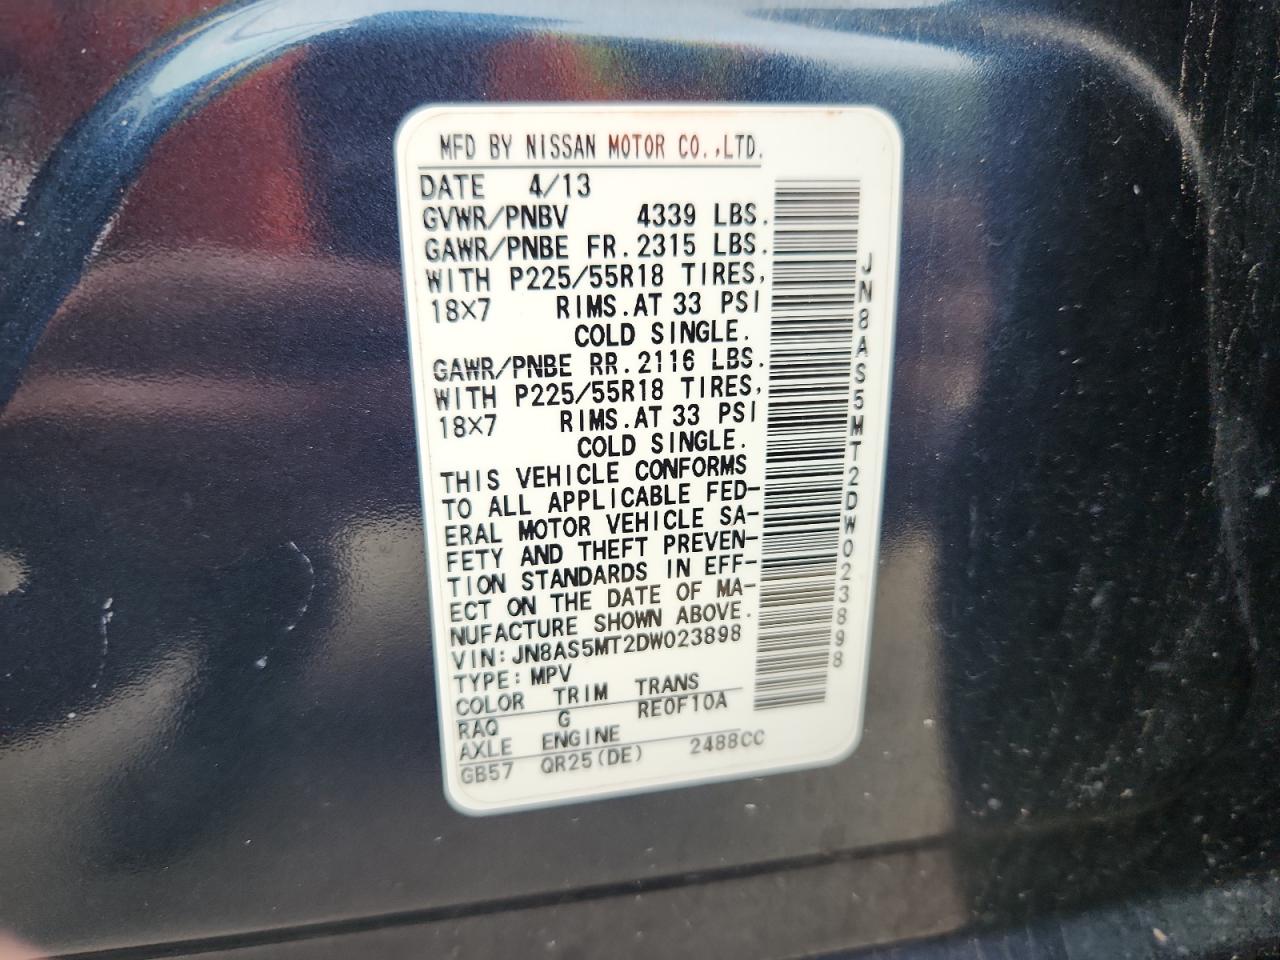 MFD BY NISSAN MOTOR CO.,LTD.
DATE 4/13
GVWR/PNBV 4339 LBS.
GAWR/PNBE FR. 2315 LBS.
WITH P225/55R18 TIRES,
18X7 RIMS.AT 33 PSI
COLD SINGLE.
GAWR/PNBE RR. 2116 LBS.
WITH P225/55R18 TIRES,
18X7 RIMS.AT 33 PSI
COLD SINGLE.
THIS VEHICLE CONFORMS
TO ALL APPLICABLE FED-
ERAL MOTOR VEHICLE SA-
FETY AND THEFT PREVEN-
TION STANDARDS IN EFF-
ECT ON THE DATE OF MA-
NUFACTURE SHOWN ABOVE.
VIN:JN8AS5MT2DW023898
TYPE:MPV
COLOR TRIM TRANS
RAQ G RE0F10A
AXLE ENGINE
GB57 QR25(DE) 2488CC
JN8AS5MT2DW023898